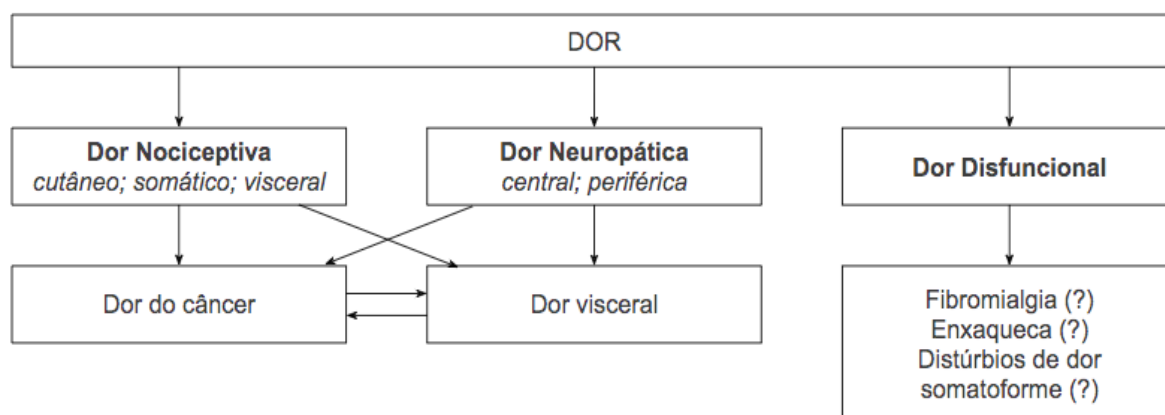 DOR
Dor Nociceptiva
cutâneo; somático; visceral
Dor Neuropática
central; periférica
Dor Disfuncional
Dor do câncer
Dor visceral
Fibromialgia (?)
Enxaqueca (?)
Distúrbios de dor
somatoforme (?)